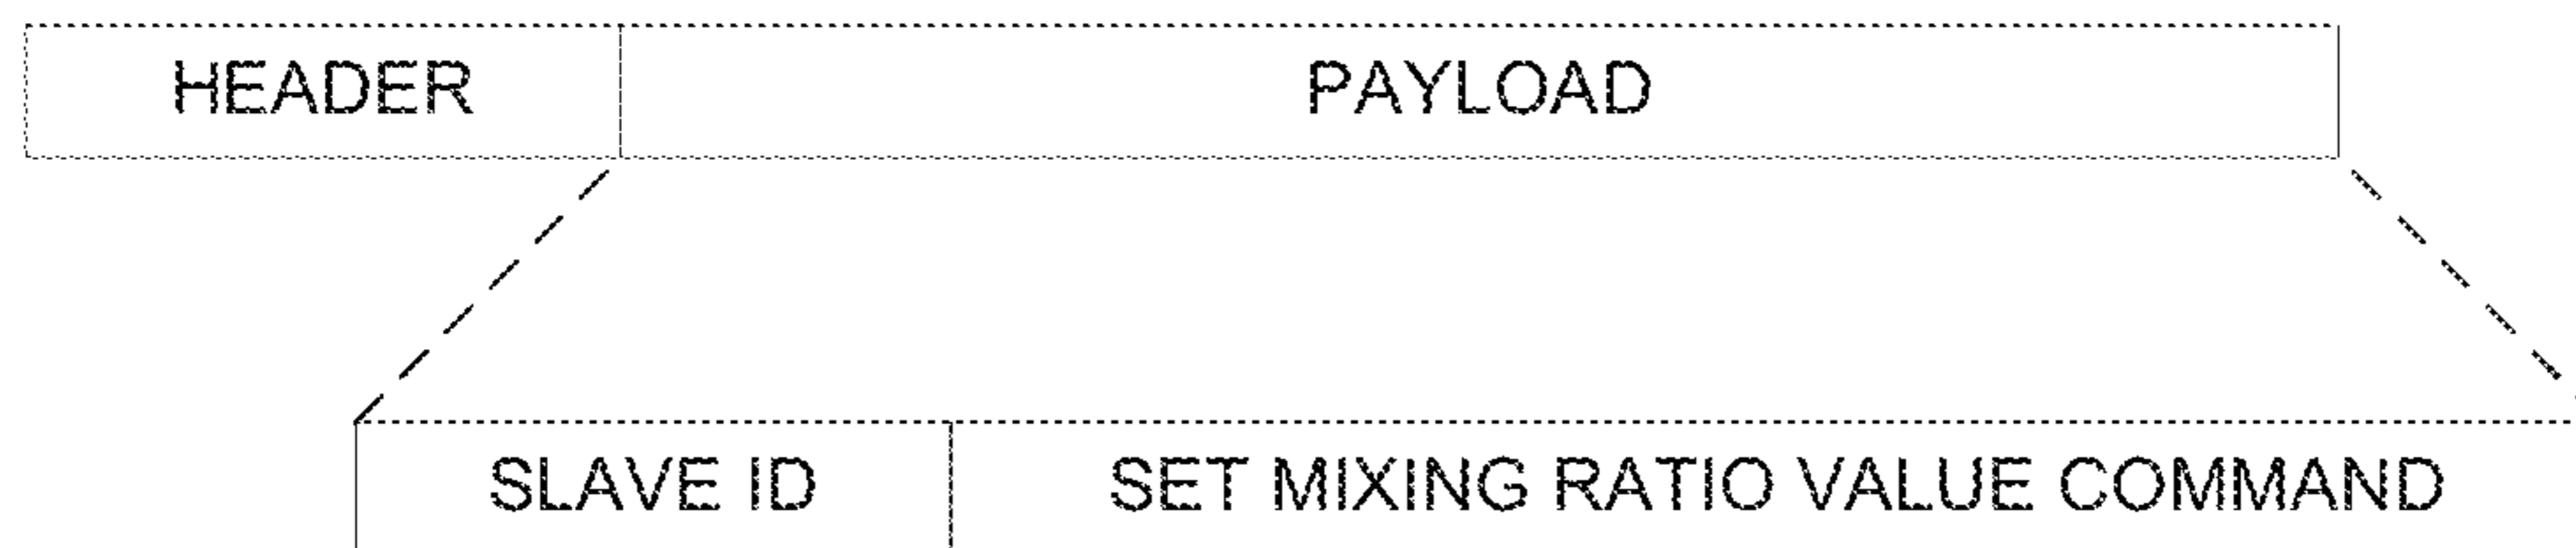 HEADER PAYLOAD
SLAVE ID SET MIXING RATIO VALUE COMMAND